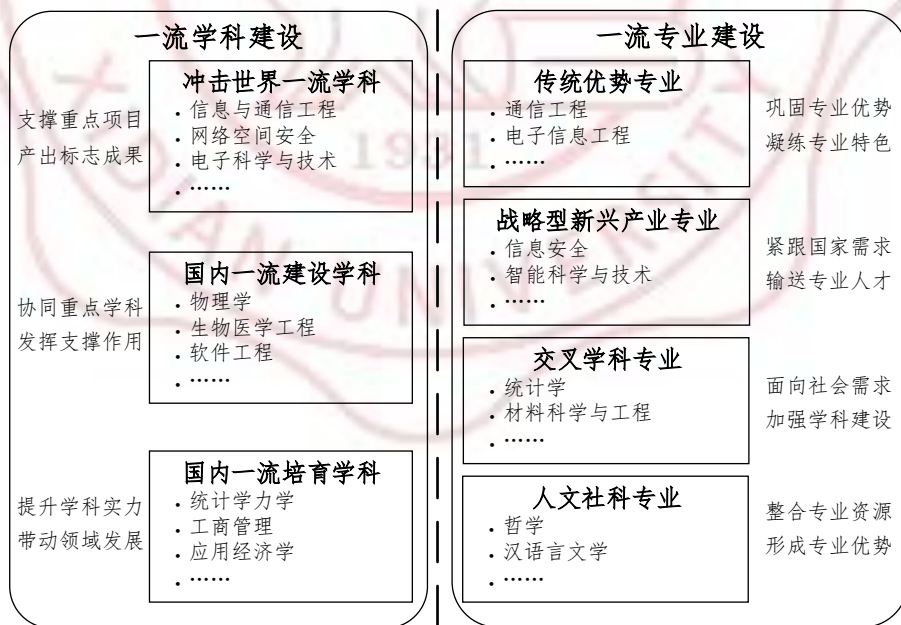 一流学科建设
支撑重点项目
产出标志成果
冲击世界一流学科
. 信息与通信工程
. 网络空间安全
. 电子科学与技术
. ……
协同重点学科
发挥支撑作用
国内一流建设学科
. 物理学
. 生物医学工程
. 软件工程
. ……
提升学科实力
带动领域发展
国内一流培育学科
. 统计学力学
. 工商管理
. 应用经济学
. ……
一流专业建设
传统优势专业
. 通信工程
. 电子信息工程
. ……
巩固专业优势
凝练专业特色
战略型新兴产业专业
. 信息安全
. 智能科学与技术
. ……
紧跟国家需求
输送专业人才
交叉学科专业
. 统计学
. 材料科学与工程
. ……
面向社会需求
加强学科建设
人文社科专业
. 哲学
. 汉语言文学
. ……
整合专业资源
形成专业优势
1931
XIDIAN UNIVERSITY